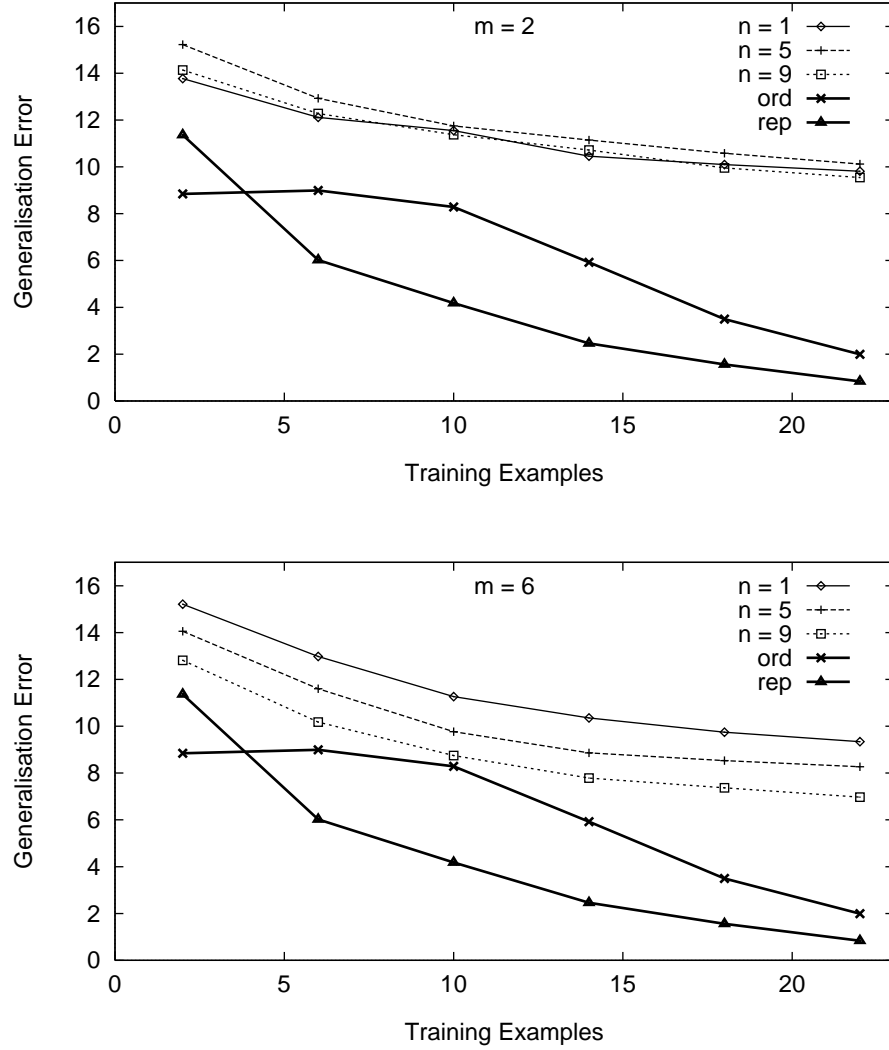 m = 2
n = 1
n = 5
n = 9
ord
rep
Generalisation Error
16
14
12
10
8
6
4
2
0
0 5 10 15 20
Training Examples
m = 6
n = 1
n = 5
n = 9
ord
rep
Generalisation Error
16
14
12
10
8
6
4
2
0
0 5 10 15 20
Training Examples